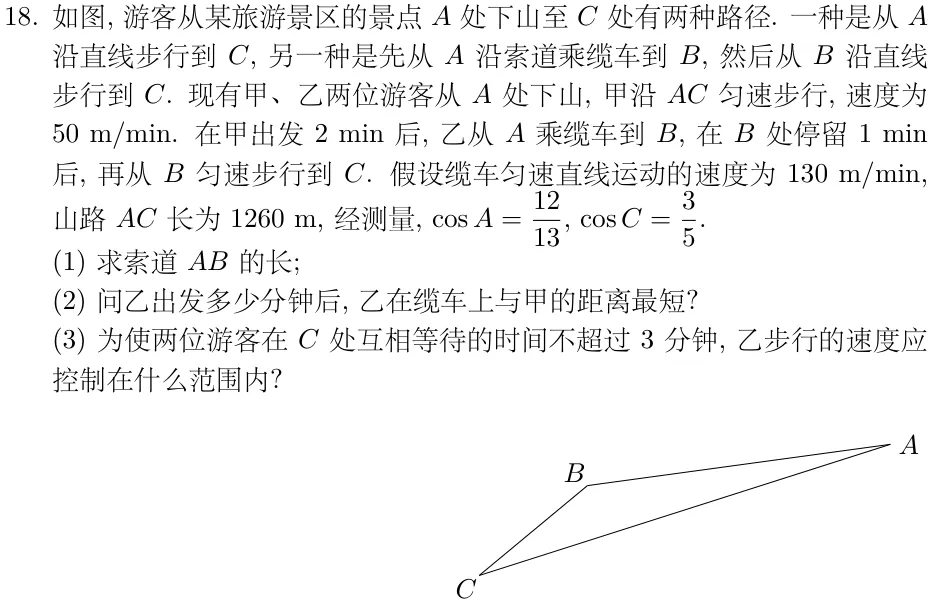 18. 如图, 游客从某旅游景区的景点 A 处下山至 C 处有两种路径. 一种是从 A
沿直线步行到 C, 另一种是先从 A 沿索道乘缆车到 B, 然后从 B 沿直线
步行到 C. 现有甲、乙两位游客从 A 处下山, 甲沿 AC 匀速步行, 速度为
50 m/min. 在甲出发 2 min 后, 乙从 A 乘缆车到 B, 在 B 处停留 1 min
后, 再从 B 匀速步行到 C. 假设缆车匀速直线运动的速度为 130 m/min,
山路 AC 长为 1260 m, 经测量, cos A = 12/13, cos C = 3/5.
(1) 求索道 AB 的长;
(2) 问乙出发多少分钟后, 乙在缆车上与甲的距离最短?
(3) 为使两位游客在 C 处互相等待的时间不超过 3 分钟, 乙步行的速度应
控制在什么范围内?
A
B
C